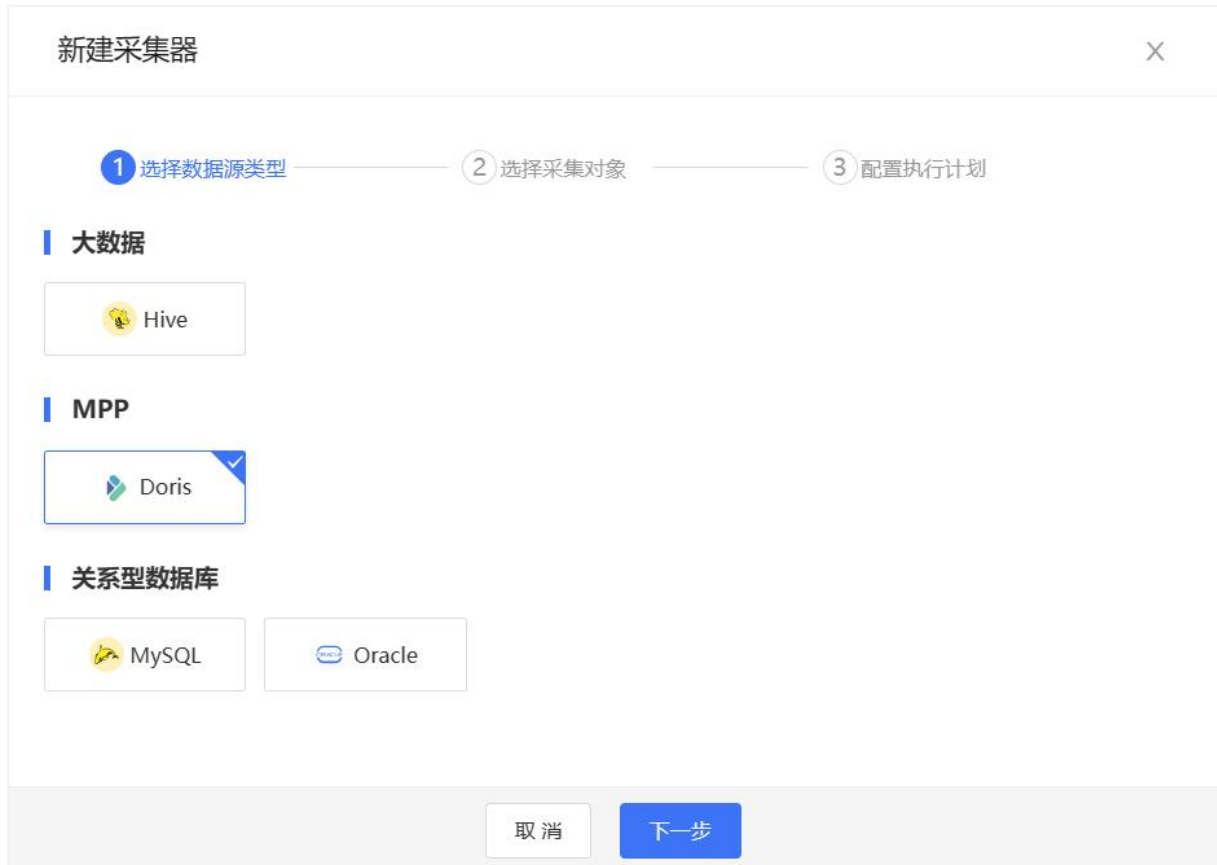 新建采集器 X
1 选择数据源类型 2 选择采集对象 3 配置执行计划
大数据
Hive
MPP
Doris
关系型数据库
MySQL Oracle
取 消 下一步